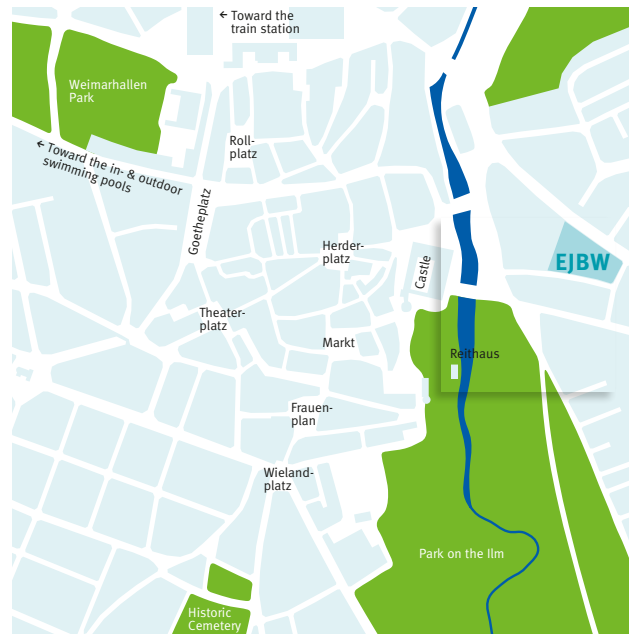 ← Toward the
train station
Weimarhallen
Park
← Toward the in- & outdoor
swimming pools
Roll-
platz
Goetheplatz
Herder-
platz
Castle
EJBW
Theater-
platz
Markt
Reithaus
Frauen-
plan
Wieland-
platz
Park on the Ilm
Historic
Cemetery